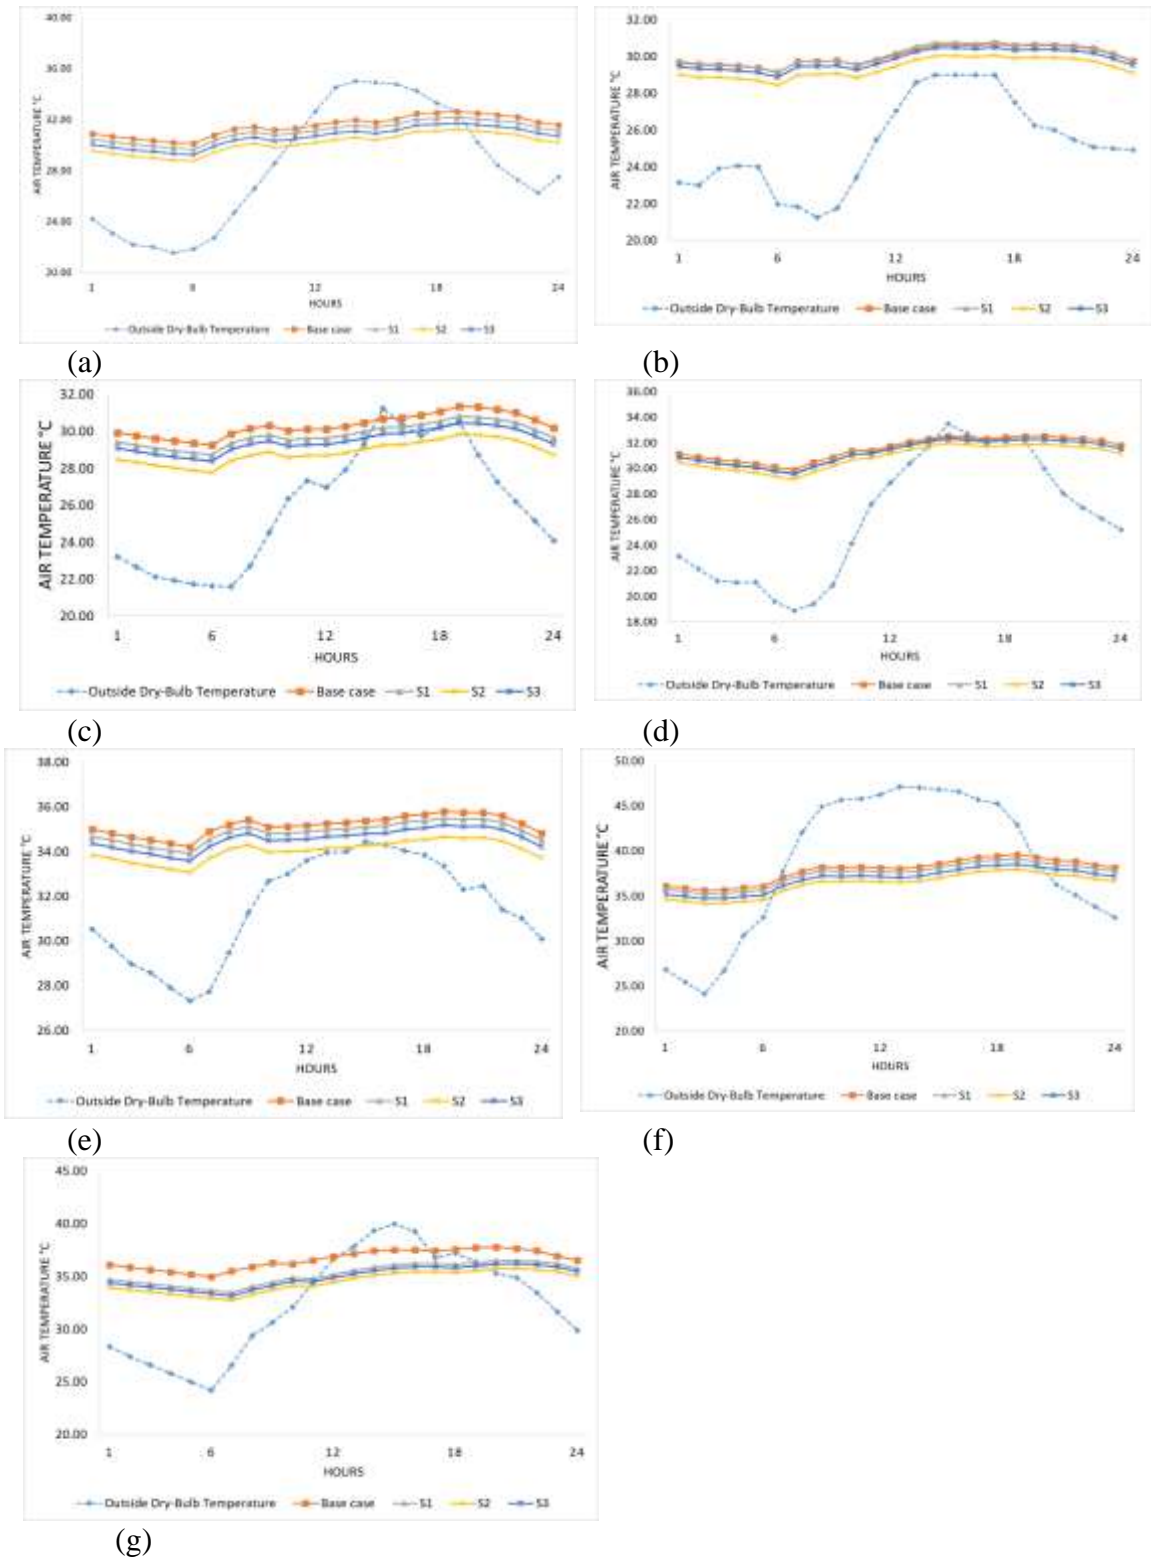 40.00
36.00
32.00
28.00
24.00
20.00
AIR TEMPERATURE °C
1 6 12 18 24
HOURS
Outside Dry-Bulb Temperature Base case S1 S2 S3
(a)
32.00
30.00
28.00
26.00
24.00
22.00
20.00
AIR TEMPERATURE °C
1 6 12 18 24
HOURS
Outside Dry-Bulb Temperature Base case S1 S2 S3
(b)
32.00
30.00
28.00
26.00
24.00
22.00
20.00
AIR TEMPERATURE °C
1 6 12 18 24
HOURS
Outside Dry-Bulb Temperature Base case S1 S2 S3
(c)
36.00
34.00
32.00
30.00
28.00
26.00
24.00
22.00
20.00
18.00
AIR TEMPERATURE °C
1 6 12 18 24
HOURS
Outside Dry-Bulb Temperature Base case S1 S2 S3
(d)
38.00
36.00
34.00
32.00
30.00
28.00
26.00
AIR TEMPERATURE °C
1 6 12 18 24
HOURS
Outside Dry-Bulb Temperature Base case S1 S2 S3
(e)
50.00
45.00
40.00
35.00
30.00
25.00
20.00
AIR TEMPERATURE °C
1 6 12 18 24
HOURS
Outside Dry-Bulb Temperature Base case S1 S2 S3
(f)
45.00
40.00
35.00
30.00
25.00
20.00
AIR TEMPERATURE °C
1 6 12 18 24
HOURS
Outside Dry-Bulb Temperature Base case S1 S2 S3
(g)